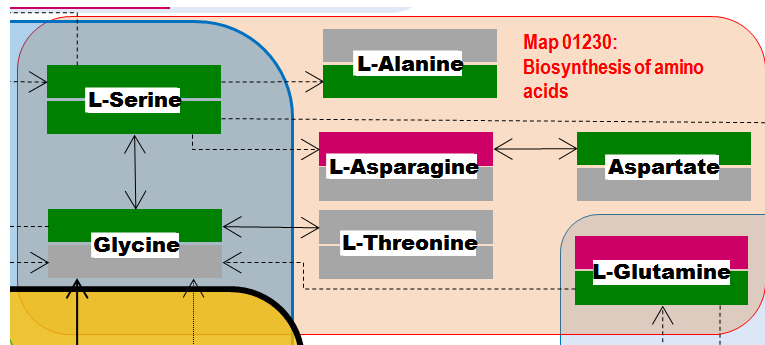 Map 01230:
Biosynthesis of amino
acids
L-Alanine
L-Serine
L-Asparagine
Aspartate
Glycine
L-Threonine
L-Glutamine